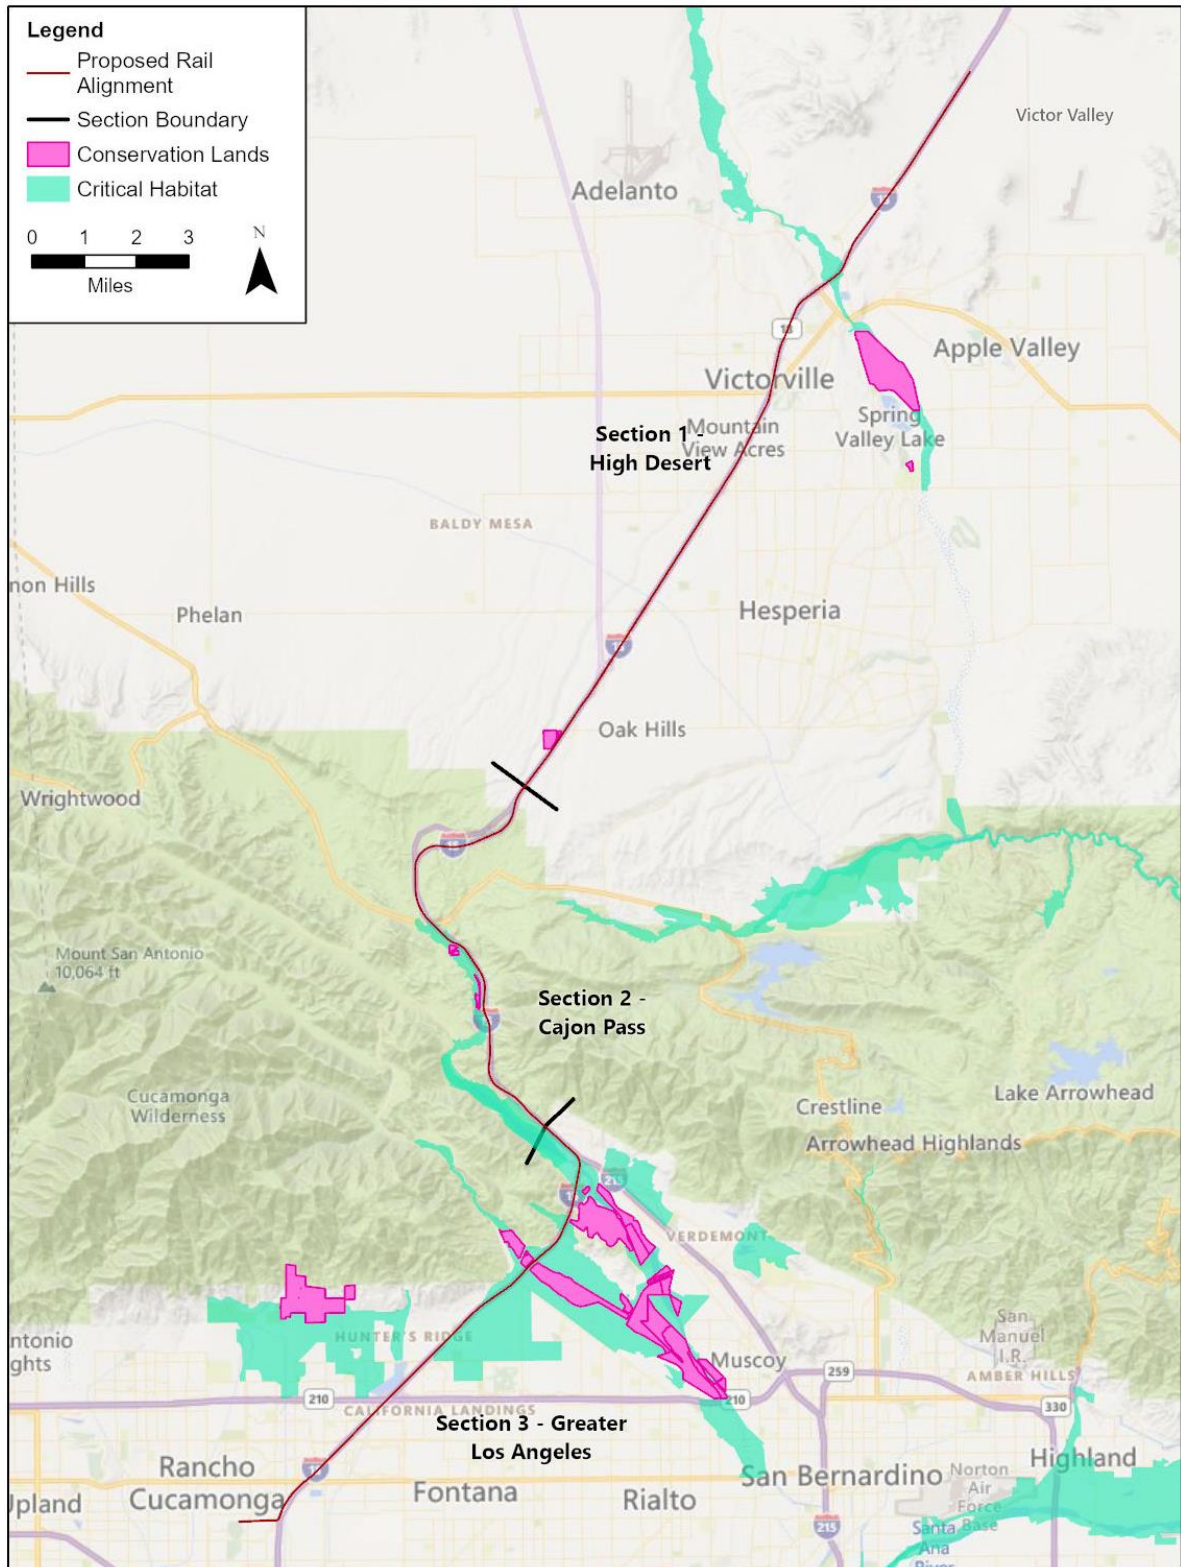 Legend
Proposed Rail
Alignment
Section Boundary
Conservation Lands
Critical Habitat
0 1 2 3
Miles
N
Victor Valley
Adelanto
15
18
Apple Valley
Victorville
Spring
Valley Lake
Mountain
View Acres
Section 1 -
High Desert
BALDY MESA
non Hills
Phelan
Hesperia
15
Oak Hills
Wrightwood
15
Mount San Antonio
10,064 ft
Section 2 -
Cajon Pass
Cucamonga
Wilderness
Lake Arrowhead
Crestline
Arrowhead Highlands
215
VERDEMONT
HUNTER'S RIDGE
ntonio
ghts
San
Manuel
I.R.
Muscoy
259
AMBER HILLS
210
210
330
CALIFORNIA LANDINGS
Section 3 - Greater
Los Angeles
Rancho
Cucamonga
15
Fontana
Rialto
San Bernardino
Highland
Norton
Air
Force
Base
Upland
215
Santa
Ana
River